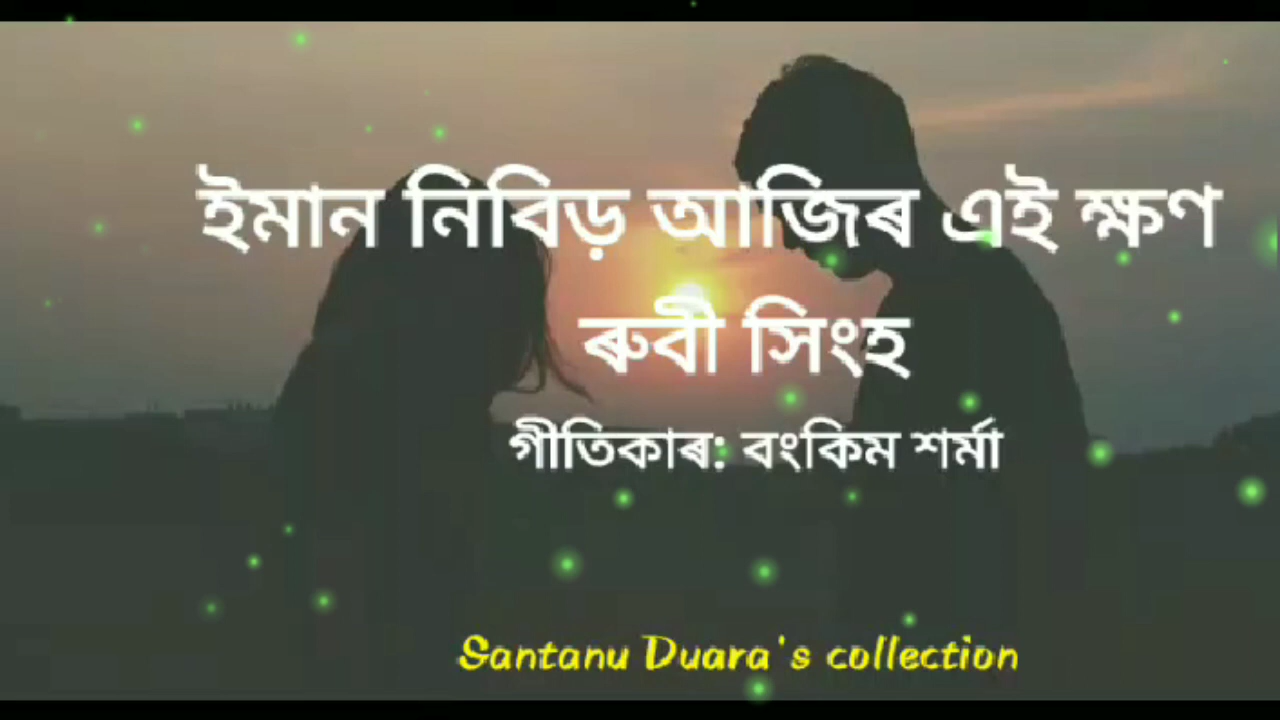 ইমান নিবিড় আজিৰ এই ক্ষণ
ৰুবী সিংহ
গীতিকাৰ: বংকিম শৰ্মা
Santanu Duara's collection